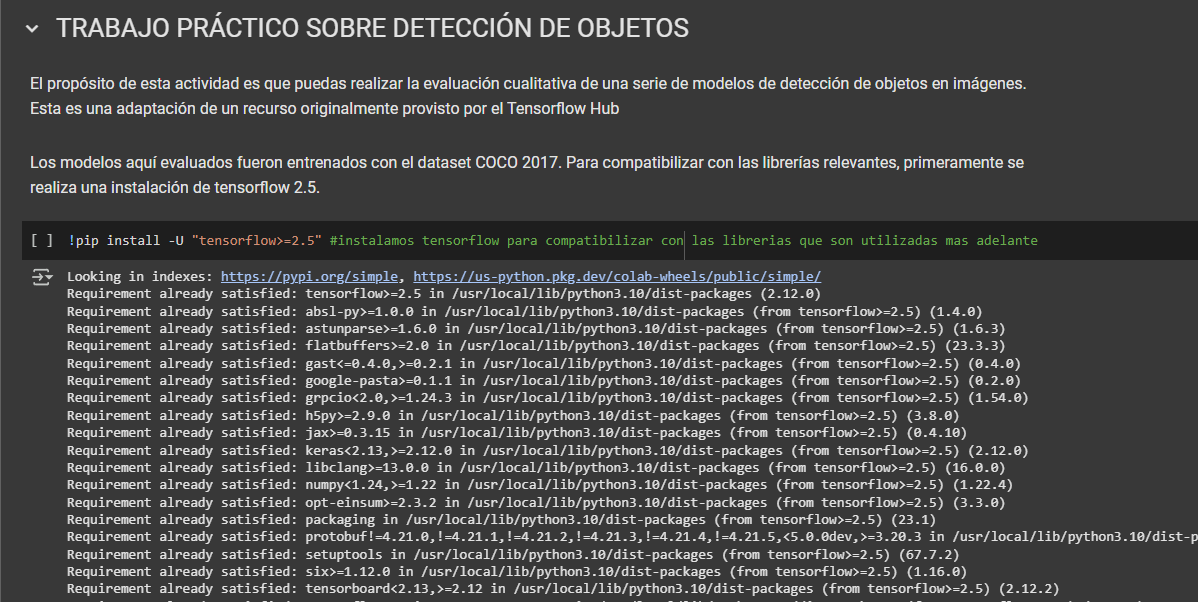 TRABAJO PRÁCTICO SOBRE DETECCIÓN DE OBJETOS
El propósito de esta actividad es que puedas realizar la evaluación cualitativa de una serie de modelos de detección de objetos en imágenes.
Esta es una adaptación de un recurso originalmente provisto por el Tensorflow Hub
Los modelos aquí evaluados fueron entrenados con el dataset COCO 2017. Para compatibilizar con las librerías relevantes, primeramente se
realiza una instalación de tensorflow 2.5.
[ ] !pip install -U "tensorflow>=2.5" #instalamos tensorflow para compatibilizar con las librerias que son utilizadas mas adelante
Looking in indexes: https://pypi.org/simple, https://us-python.pkg.dev/colab-wheels/public/simple/
Requirement already satisfied: tensorflow>=2.5 in /usr/local/lib/python3.10/dist-packages (2.12.0)
Requirement already satisfied: absl-py>=1.0.0 in /usr/local/lib/python3.10/dist-packages (from tensorflow>=2.5) (1.4.0)
Requirement already satisfied: astunparse>=1.6.0 in /usr/local/lib/python3.10/dist-packages (from tensorflow>=2.5) (1.6.3)
Requirement already satisfied: flatbuffers>=2.0 in /usr/local/lib/python3.10/dist-packages (from tensorflow>=2.5) (23.3.3)
Requirement already satisfied: gast<=0.4.0,>=0.2.1 in /usr/local/lib/python3.10/dist-packages (from tensorflow>=2.5) (0.4.0)
Requirement already satisfied: google-pasta>=0.1.1 in /usr/local/lib/python3.10/dist-packages (from tensorflow>=2.5) (0.2.0)
Requirement already satisfied: grpcio<2.0,>=1.24.3 in /usr/local/lib/python3.10/dist-packages (from tensorflow>=2.5) (1.54.0)
Requirement already satisfied: h5py>=2.9.0 in /usr/local/lib/python3.10/dist-packages (from tensorflow>=2.5) (3.8.0)
Requirement already satisfied: jax>=0.3.15 in /usr/local/lib/python3.10/dist-packages (from tensorflow>=2.5) (0.4.10)
Requirement already satisfied: keras<2.13,>=2.12.0 in /usr/local/lib/python3.10/dist-packages (from tensorflow>=2.5) (2.12.0)
Requirement already satisfied: libclang>=13.0.0 in /usr/local/lib/python3.10/dist-packages (from tensorflow>=2.5) (16.0.0)
Requirement already satisfied: numpy<1.24,>=1.22 in /usr/local/lib/python3.10/dist-packages (from tensorflow>=2.5) (1.22.4)
Requirement already satisfied: opt-einsum>=2.3.2 in /usr/local/lib/python3.10/dist-packages (from tensorflow>=2.5) (3.3.0)
Requirement already satisfied: packaging in /usr/local/lib/python3.10/dist-packages (from tensorflow>=2.5) (23.1)
Requirement already satisfied: protobuf!=4.21.0,!=4.21.1,!=4.21.2,!=4.21.3,!=4.21.4,!=4.21.5,<5.0.0dev,>=3.20.3 in /usr/local/lib/python3.10/dist-p
Requirement already satisfied: setuptools in /usr/local/lib/python3.10/dist-packages (from tensorflow>=2.5) (67.7.2)
Requirement already satisfied: six>=1.12.0 in /usr/local/lib/python3.10/dist-packages (from tensorflow>=2.5) (1.16.0)
Requirement already satisfied: tensorboard<2.13,>=2.12 in /usr/local/lib/python3.10/dist-packages (from tensorflow>=2.5) (2.12.2)